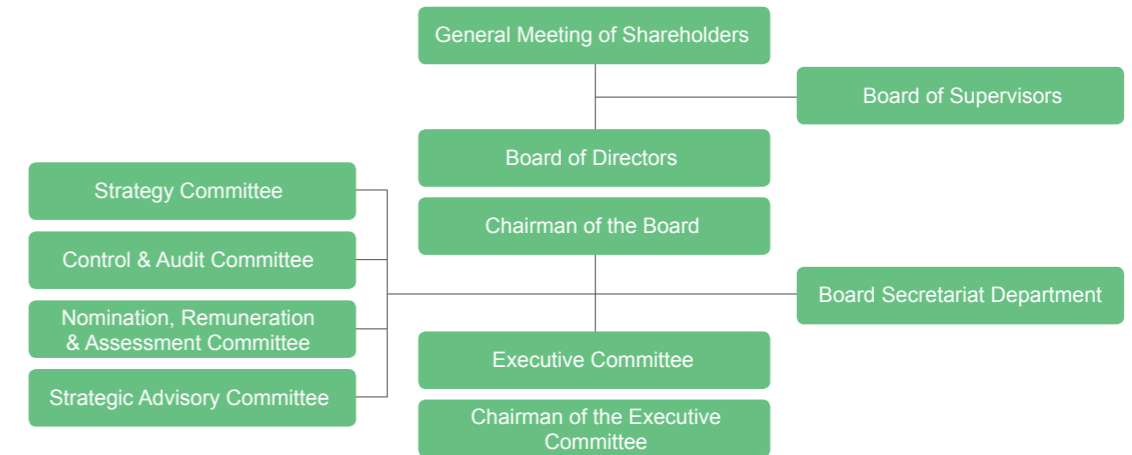 General Meeting of Shareholders
Board of Supervisors
Board of Directors
Strategy Committee
Chairman of the Board
Control & Audit Committee
Board Secretariat Department
Nomination, Remuneration
& Assessment Committee
Executive Committee
Strategic Advisory Committee
Chairman of the Executive
Committee